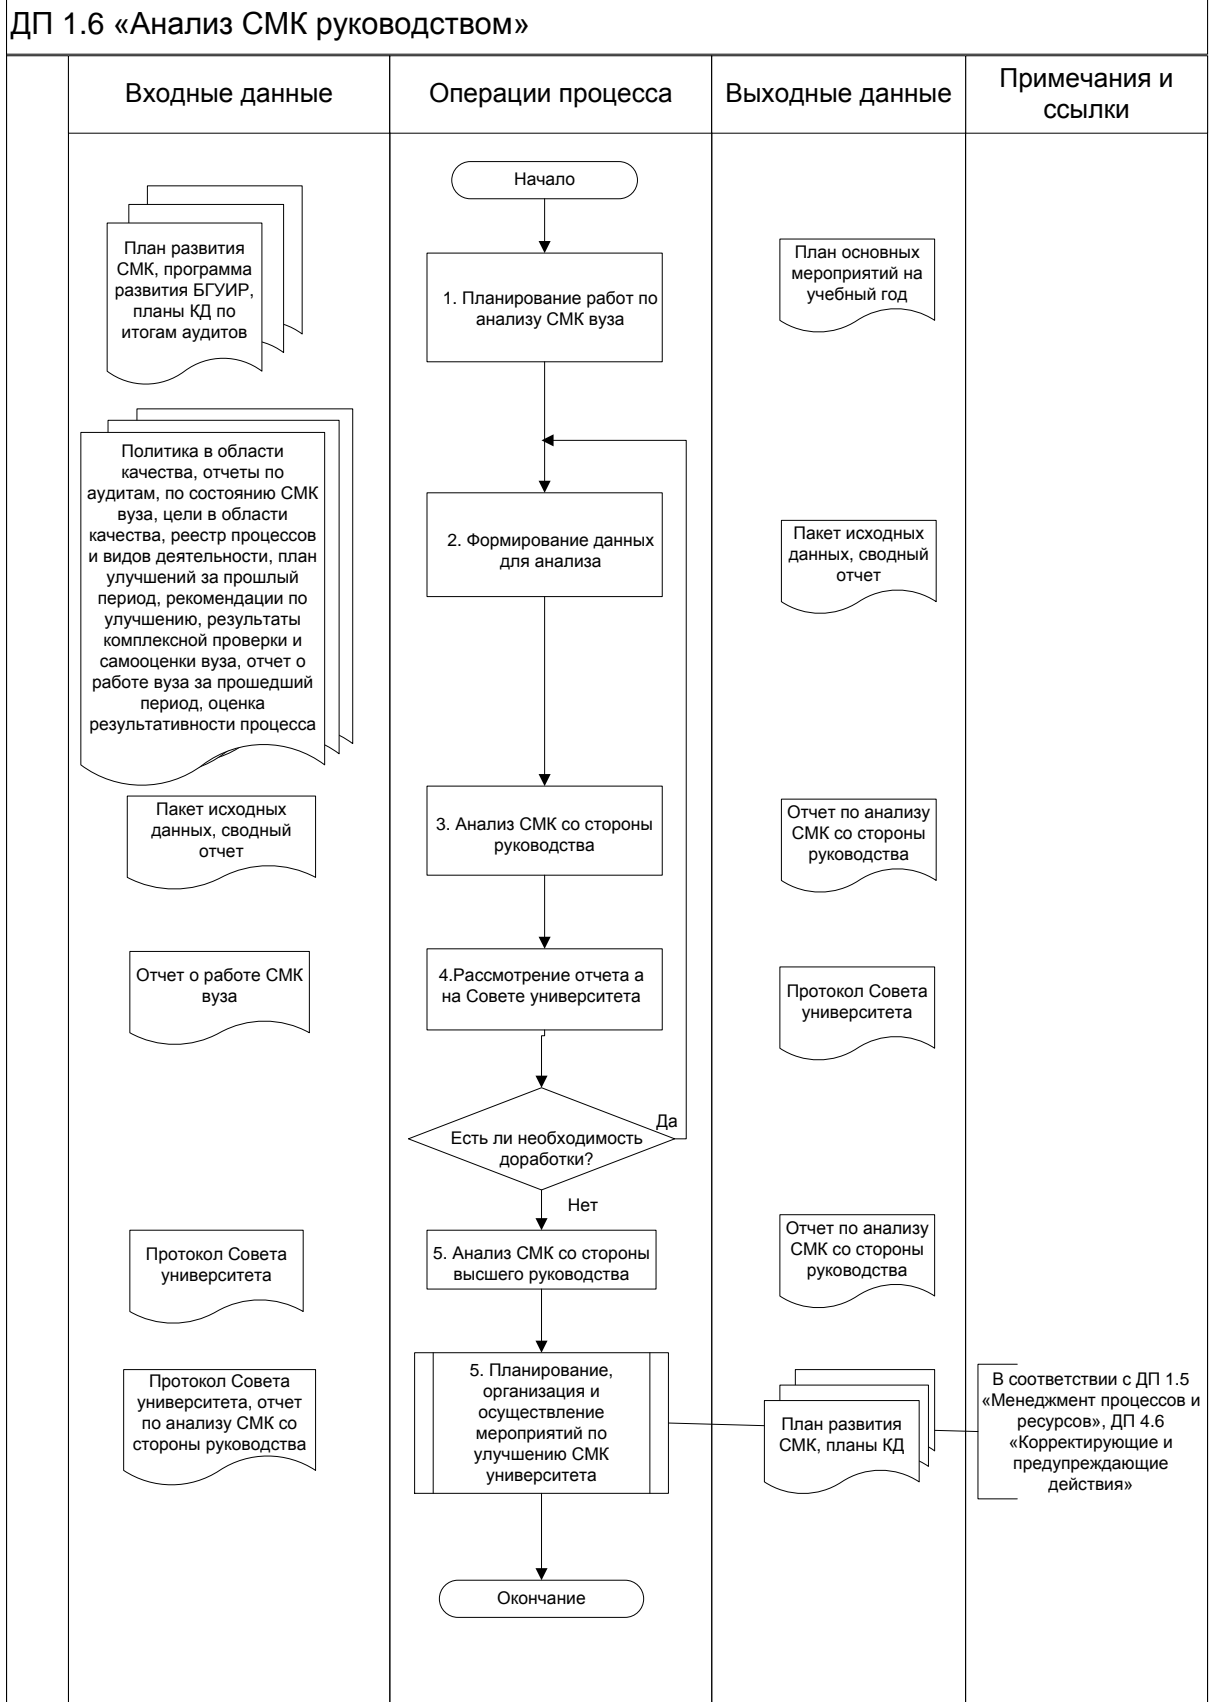 ДП 1.6 «Анализ СМК руководством»
Входные данные
Операции процесса
Выходные данные
Примечания и
ссылки
Начало
План развития
СМК, программа
развития БГУИР,
планы КД по
итогам аудитов
1. Планирование работ по
анализу СМК вуза
План основных
мероприятий на
учебный год
Политика в области
качества, отчеты по
аудитам, по состоянию СМК
вуза, цели в области
качества, реестр процессов
и видов деятельности, план
улучшений за прошлый
период, рекомендации по
улучшению, результаты
комплексной проверки и
самооценки вуза, отчет о
работе вуза за прошедший
период, оценка
результативности процесса
2. Формирование данных
для анализа
Пакет исходных
данных, сводный
отчет
Пакет исходных
данных, сводный
отчет
3. Анализ СМК со стороны
руководства
Отчет по анализу
СМК со стороны
руководства
Отчет о работе СМК
вуза
4.Рассмотрение отчета а
на Совете университета
Протокол Совета
университета
Есть ли необходимость
доработки?
Да
Нет
Протокол Совета
университета
5. Анализ СМК со стороны
высшего руководства
Отчет по анализу
СМК со стороны
руководства
Протокол Совета
университета, отчет
по анализу СМК со
стороны руководства
5. Планирование,
организация и
осуществление
мероприятий по
улучшению СМК
университета
План развития
СМК, планы КД
В соответствии с ДП 1.5
«Менеджмент процессов и
ресурсов», ДП 4.6
«Корректирующие и
предупреждающие
действия»
Окончание